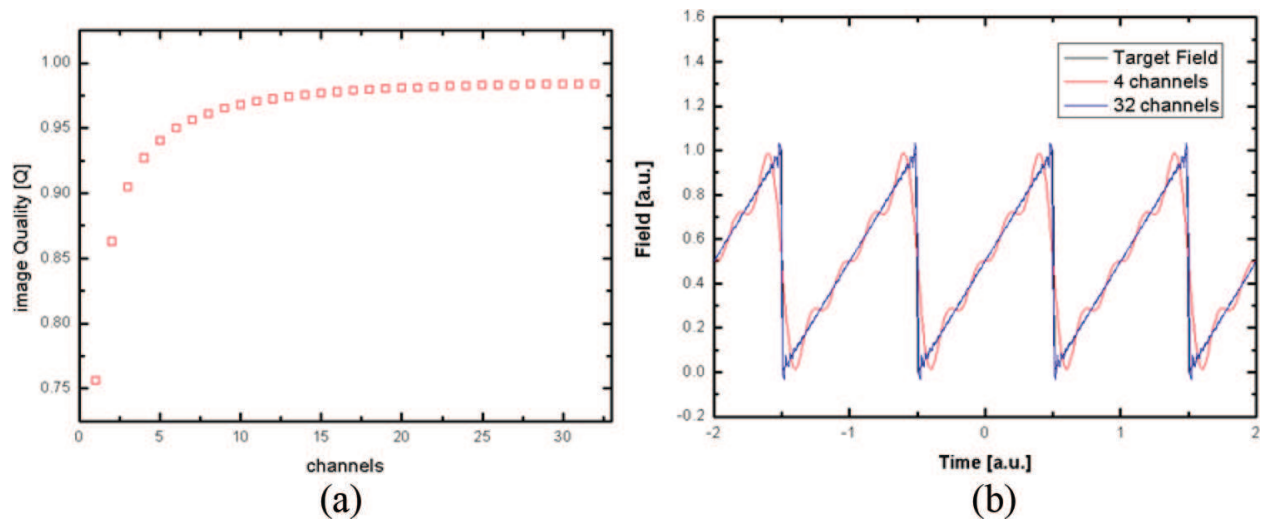 1.00
0.95
0.90
0.85
0.80
0.75
image Quality [Q]
0 5 10 15 20 25 30
channels
(a)
1.6
1.4
1.2
1.0
0.8
0.6
0.4
0.2
0.0
-0.2
Field [a.u.]
Target Field
4 channels
32 channels
-2 -1 0 1 2
Time [a.u.]
(b)